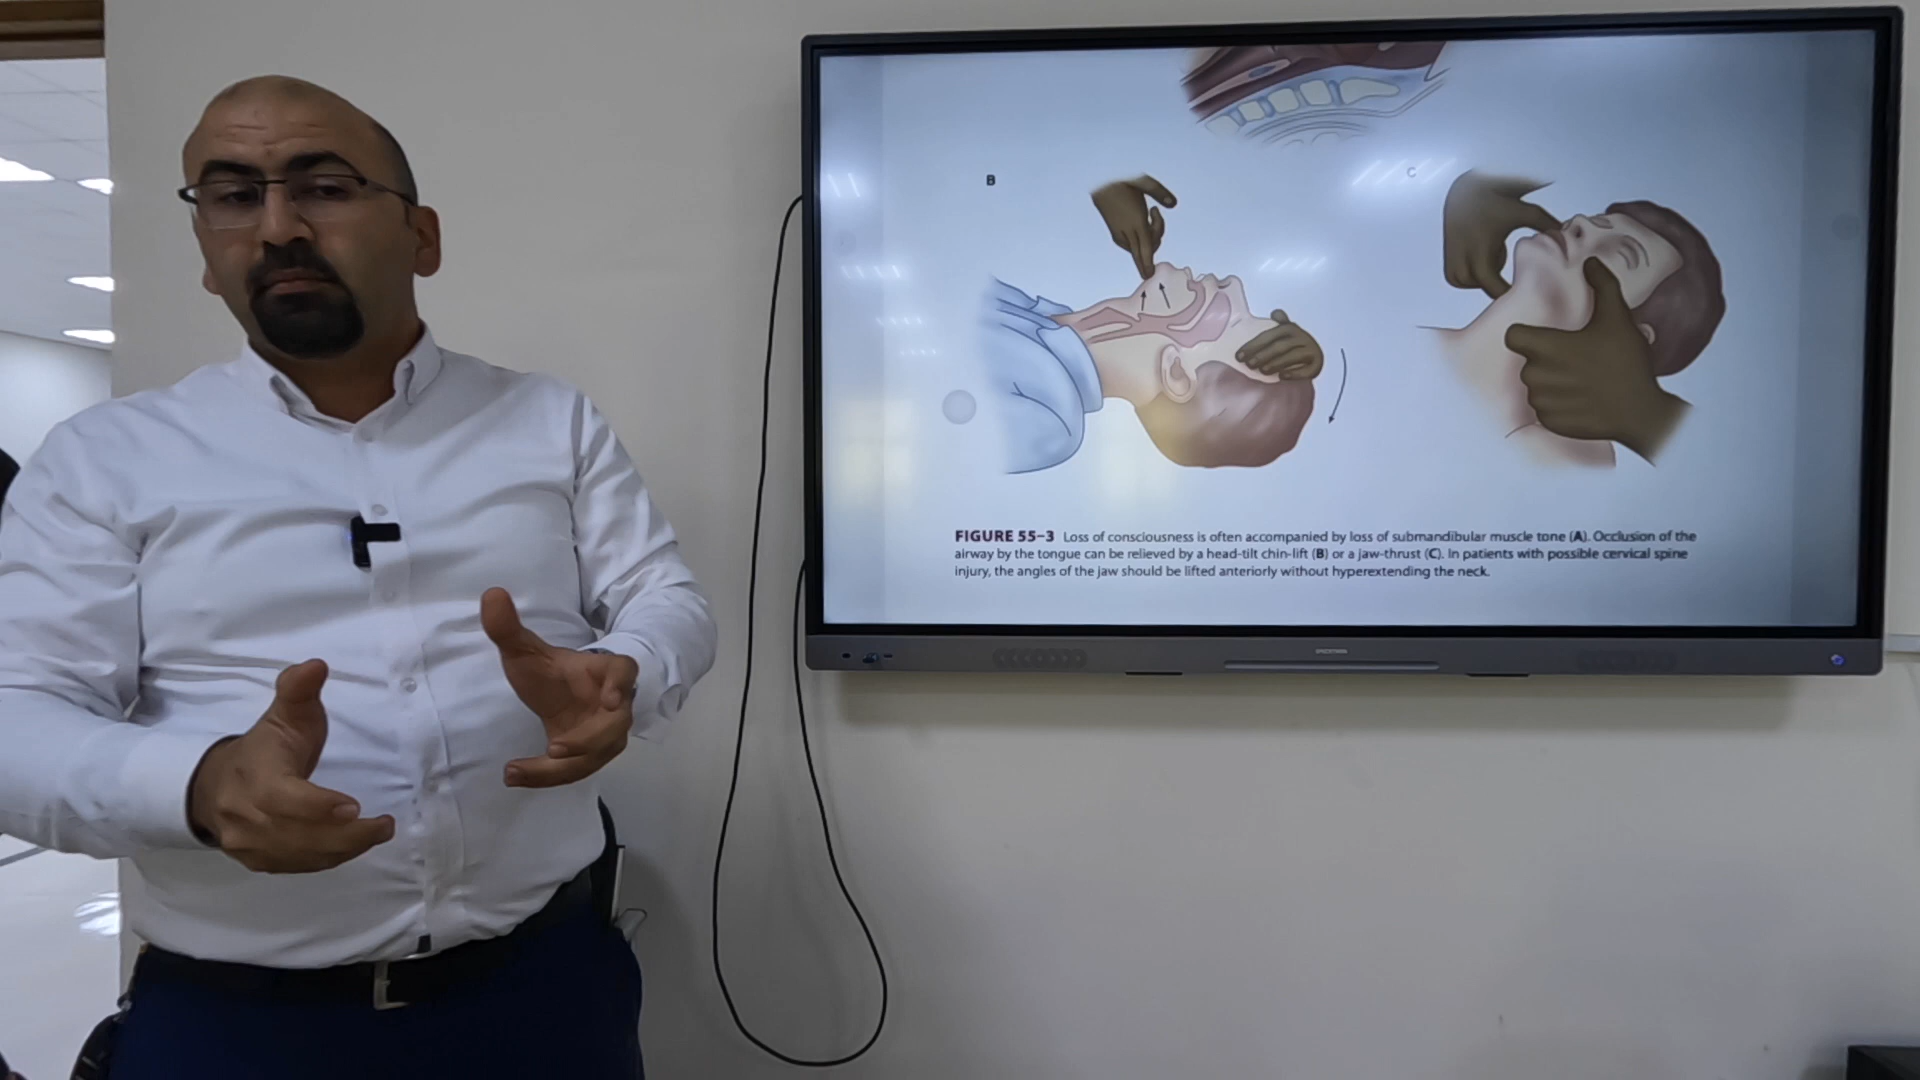 B
C
FIGURE 55–3 Loss of consciousness is often accompanied by loss of submandibular muscle tone (A). Occlusion of the
airway by the tongue can be relieved by a head-tilt chin-lift (B) or a jaw-thrust (C). In patients with possible cervical spine
injury, the angles of the jaw should be lifted anteriorly without hyperextending the neck.